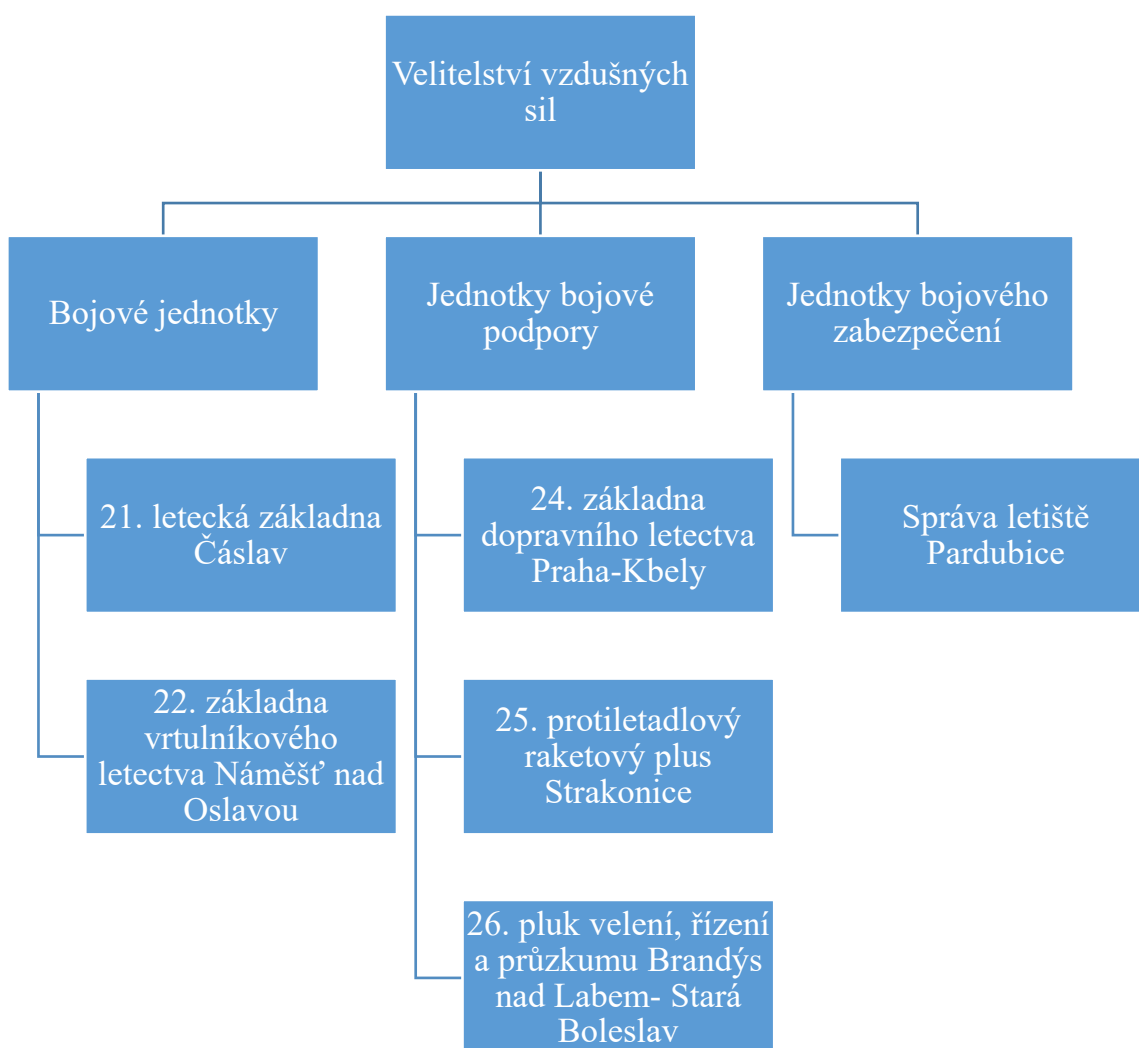 Velitelství vzdušných
sil
Bojové jednotky
Jednotky bojové
podpory
Jednotky bojového
zabezpečení
21. letecká základna
Čáslav
24. základna
dopravního letectva
Praha-Kbely
Správa letiště
Pardubice
22. základna
vrtulníkového
letectva Náměšť nad
Oslavou
25. protiletadlový
raketový plus
Strakonice
26. pluk velení, řízení
a průzkumu Brandýs
nad Labem- Stará
Boleslav